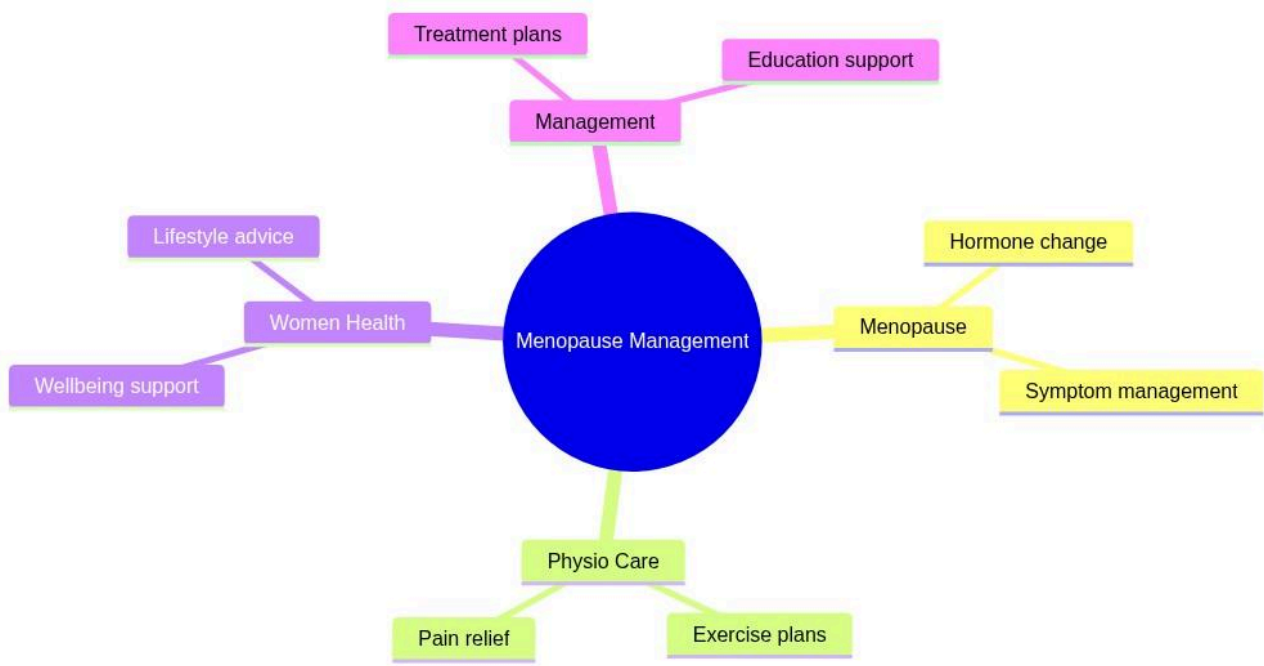 Treatment plans
Education support
Management
Lifestyle advice
Hormone change
Women Health
Menopause Management
Menopause
Wellbeing support
Symptom management
Physio Care
Pain relief
Exercise plans